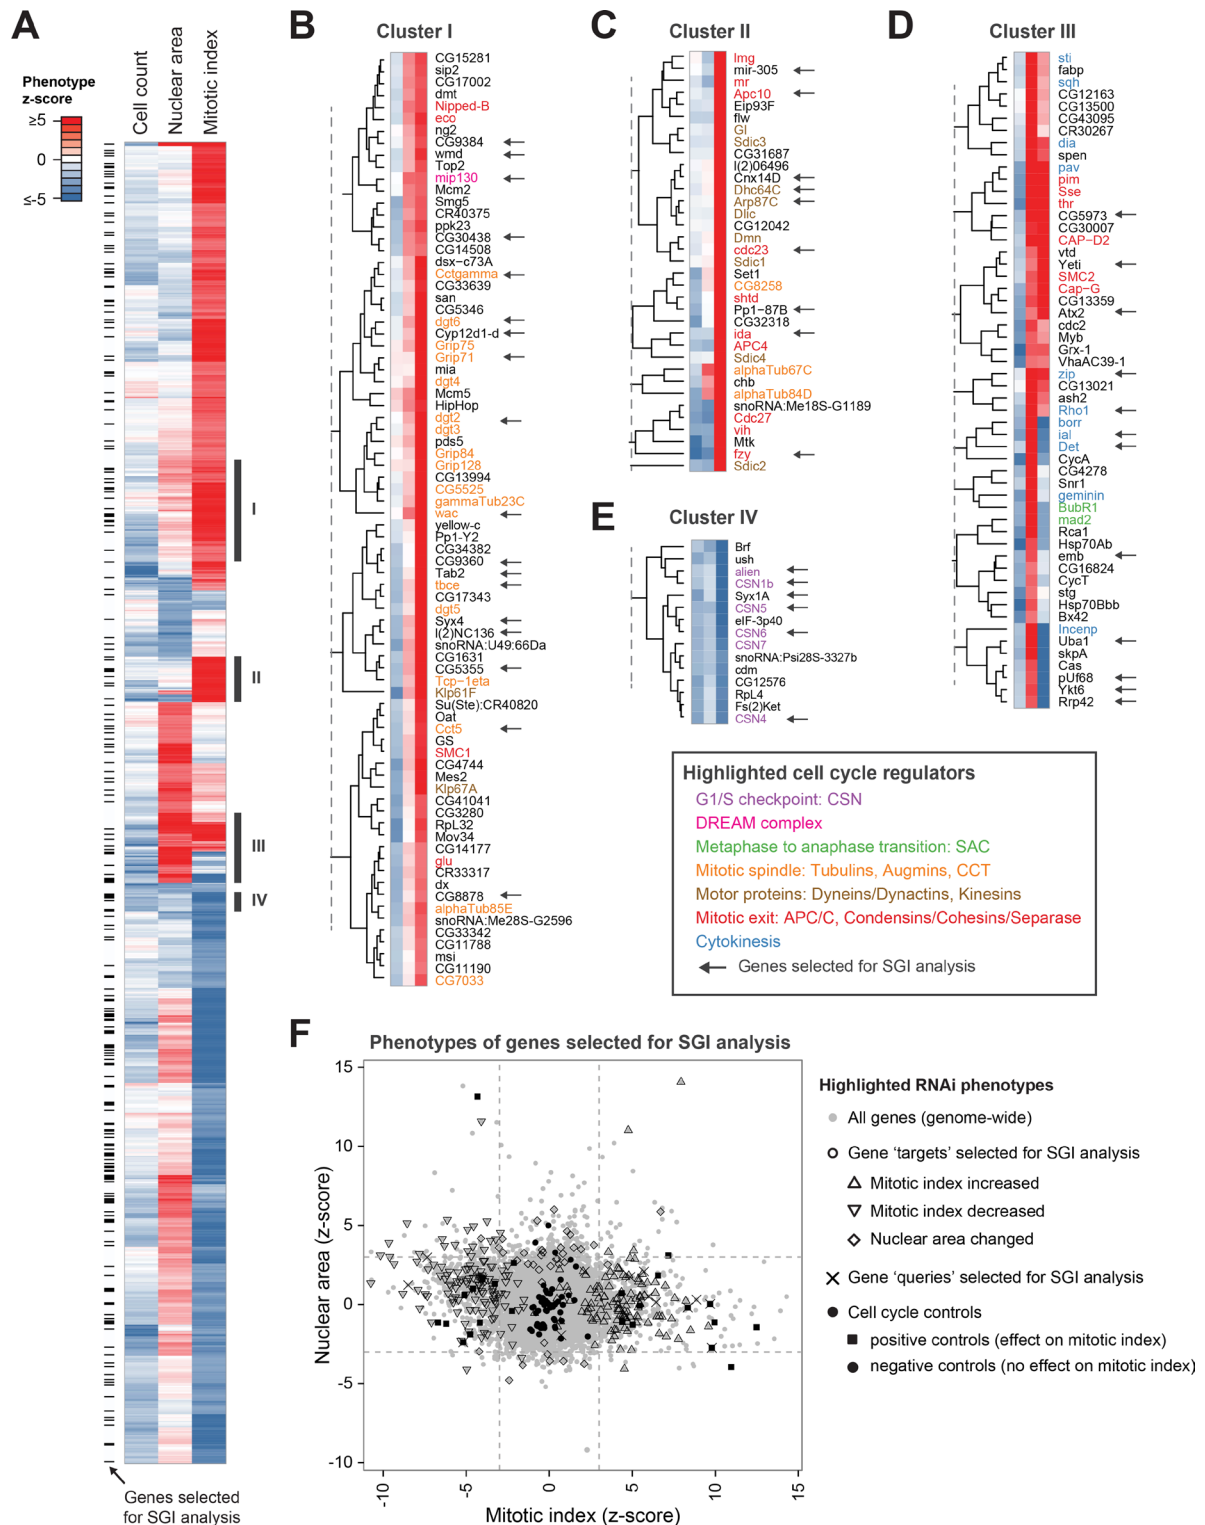 A
Cell count
Nuclear area
Mitotic index
Phenotype
z-score
≥5
0
≤-5
I
II
III
IV
Genes selected
for SGI analysis
B
Cluster I
CG15281
sip2
CG17002
dmt
Nipped-B
eco
ng2
CG9384
wmd
Top2
mip130
Mcm2
Smg5
CR40375
ppk23
CG30438
CG14508
dsx-c73A
Cctgamma
CG33639
san
CG5346
dgt6
Cyp12d1-d
Grip75
Grip71
mia
dgt4
Mcm5
HipHop
dgt2
dgt3
pds5
Grip84
Grip128
CG13994
CG5525
gammaTub23C
wac
yellow-c
Pp1-Y2
CG34382
CG9360
Tab2
tbce
CG17343
dgt5
Syx4
l(2)NC136
snoRNA:U49:66Da
CG1631
CG5355
Tcp-1eta
Klp61F
Su(Ste):CR40820
Oat
Cct5
GS
SMC1
CG4744
Mes2
Klp67A
CG41041
CG3280
RpL32
Mov34
CG14177
glu
CR33317
dx
CG8878
alphaTub85E
snoRNA:Me28S-G2596
CG33342
CG11788
msi
CG11190
CG7033
C
Cluster II
lmg
mir-305
mr
Apc10
Eip93F
flw
Gl
Sdic3
CG31687
l(2)06496
Cnx14D
Dhc64C
Arp87C
Dlic
CG12042
Dmn
cdc23
Sdic1
Set1
CG8258
shtd
Pp1-87B
CG32318
ida
APC4
Sdic4
alphaTub67C
chb
alphaTub84D
snoRNA:Me18S-G1189
Cdc27
vih
Mtk
fzy
Sdic2
D
Cluster III
sti
fabp
sqh
CG12163
CG13500
CG43095
CR30267
dia
spen
pav
pim
Sse
thr
CG5973
CG30007
CAP-D2
vtd
Yeti
SMC2
Cap-G
CG13359
Atx2
cdc2
Myb
Grx-1
VhaAC39-1
zip
CG13021
ash2
Rho1
borr
ial
Det
CycA
CG4278
Snr1
geminin
BubR1
mad2
Rca1
Hsp70Ab
emb
CG16824
CycT
stg
Hsp70Bbb
Bx42
Incenp
Uba1
skpA
Cas
pUf68
Ykt6
Rrp42
E
Cluster IV
Brf
ush
alien
CSN1b
Syx1A
CSN5
eIF-3p40
CSN6
CSN7
snoRNA:Psi28S-3327b
cdm
CG12576
RpL4
Fs(2)Ket
CSN4
Highlighted cell cycle regulators
G1/S checkpoint: CSN
DREAM complex
Metaphase to anaphase transition: SAC
Mitotic spindle: Tubulins, Augmins, CCT
Motor proteins: Dyneins/Dynactins, Kinesins
Mitotic exit: APC/C, Condensins/Cohesins/Separase
Cytokinesis
Genes selected for SGI analysis
F
Phenotypes of genes selected for SGI analysis
Nuclear area (z-score)
15
10
5
0
-5
-10
-10
-5
0
5
10
15
Mitotic index (z-score)
Highlighted RNAi phenotypes
All genes (genome-wide)
Gene ‘targets’ selected for SGI analysis
Mitotic index increased
Mitotic index decreased
Nuclear area changed
Gene ‘queries’ selected for SGI analysis
Cell cycle controls
positive controls (effect on mitotic index)
negative controls (no effect on mitotic index)